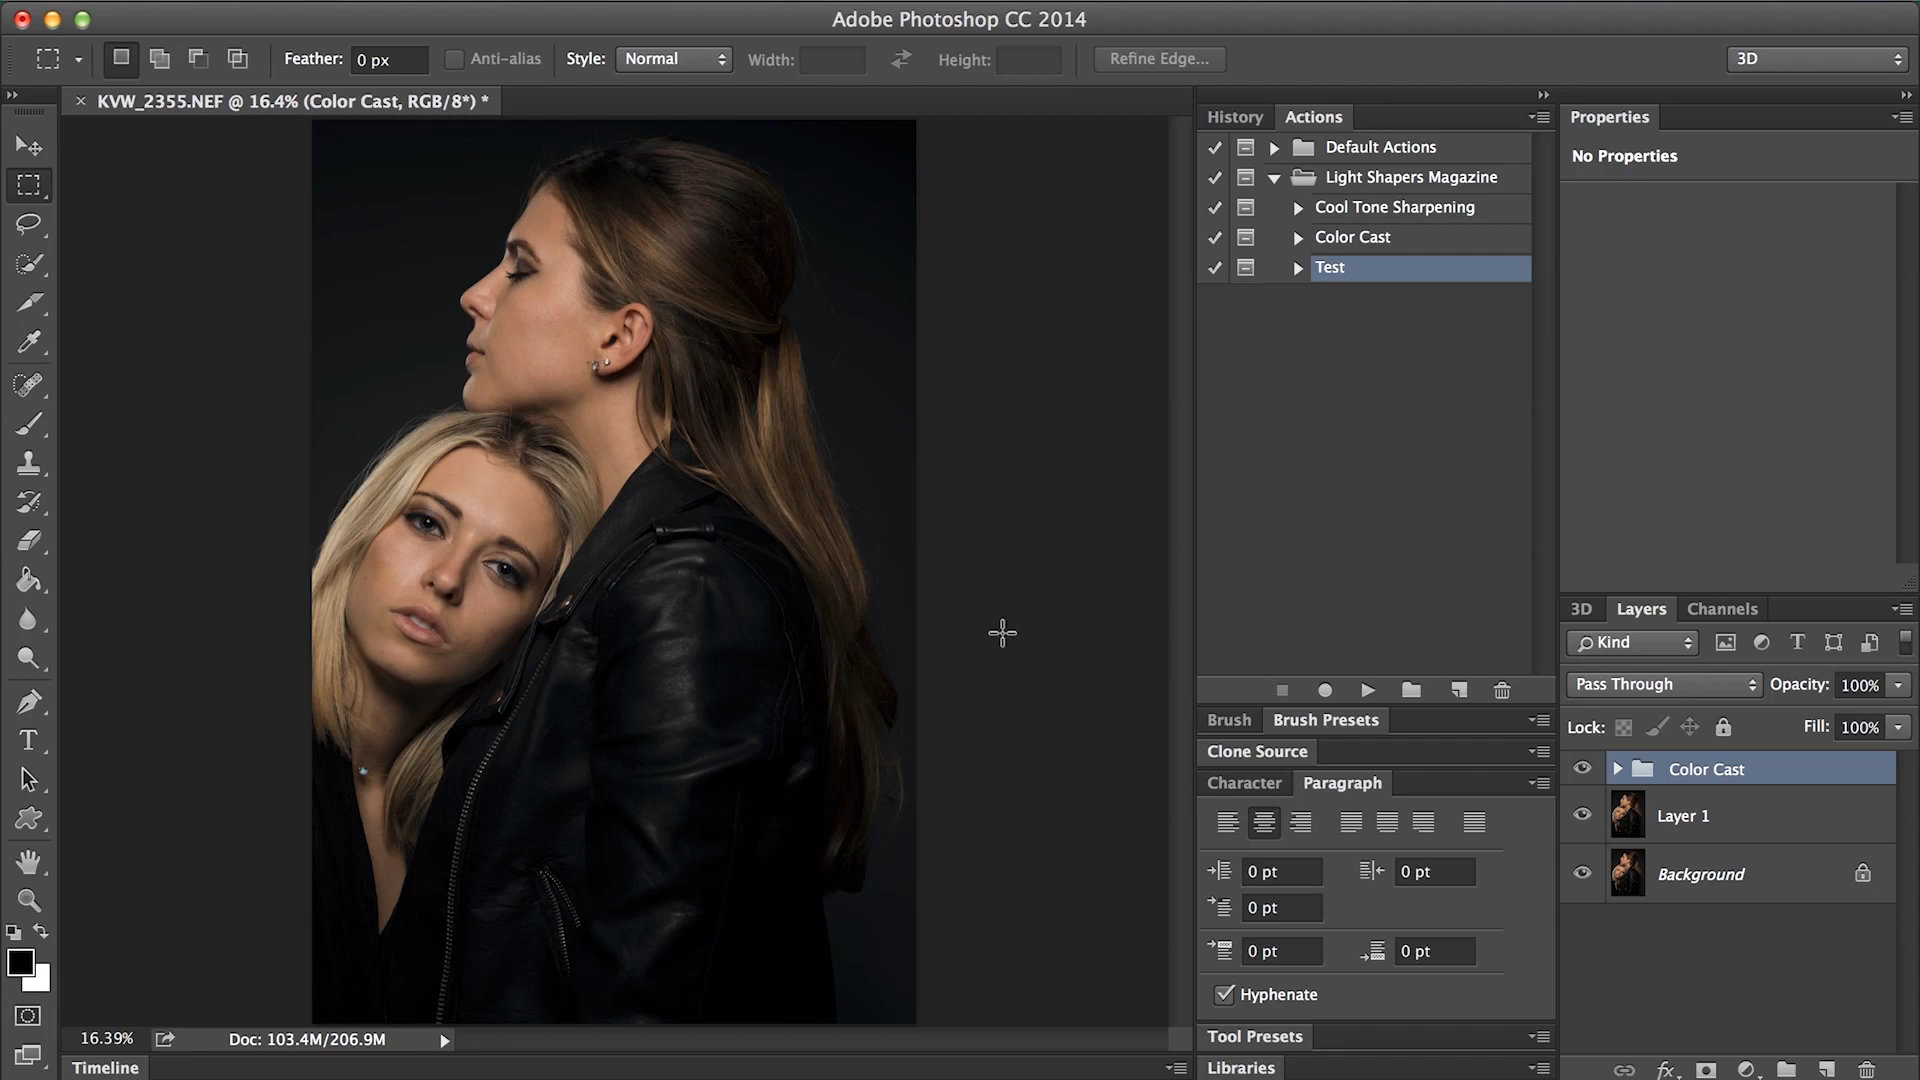 Adobe Photoshop CC 2014
Feather: 0 px Anti-alias Style: Normal Width: Height: Refine Edge... 3D
KVW_2355.NEF @ 16.4% (Color Cast, RGB/8*) *
History Actions
Default Actions
Light Shapers Magazine
Cool Tone Sharpening
Color Cast
Test
Properties
No Properties
Brush Brush Presets
Clone Source
Character Paragraph
0 pt 0 pt
0 pt
0 pt 0 pt
Hyphenate
Tool Presets
Libraries
3D Layers Channels
Kind
Pass Through Opacity: 100%
Lock: Fill: 100%
Color Cast
Layer 1
Background
fx
T
16.39% Doc: 103.4M/206.9M
Timeline